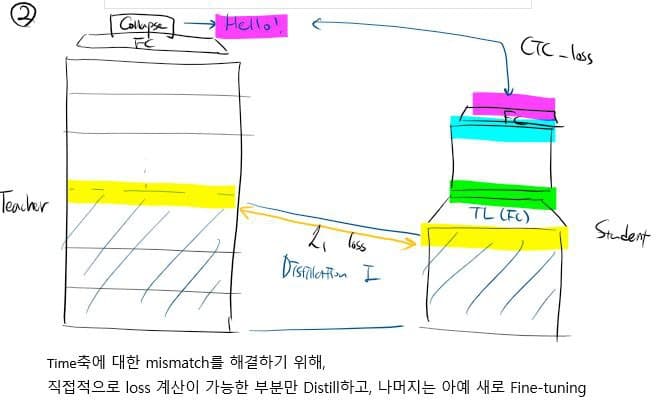 ②
Collapse
Hello!
FC
CTC_loss
FC
TL (FC)
Teacher
Student
L1 loss
Distillation I
Time축에 대한 mismatch를 해결하기 위해,
직접적으로 loss 계산이 가능한 부분만 Distill하고, 나머지는 아예 새로 Fine-tuning